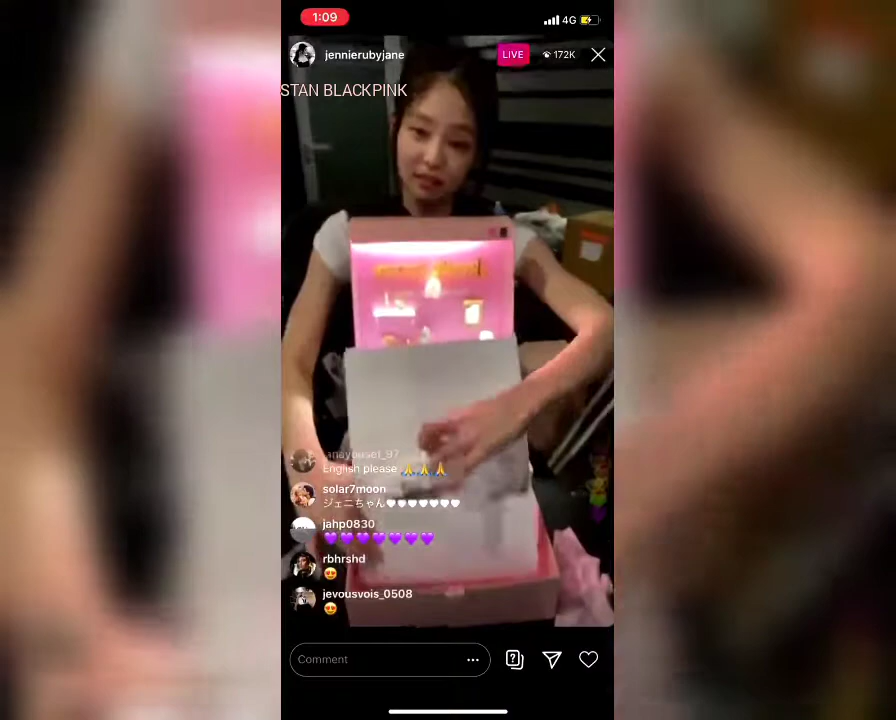 1:09
4G
jennierubyjane
LIVE
172K
STAN BLACKPINK
English please 🙏🙏🙏
solar7moon
ジェニちゃん🤍🤍🤍🤍🤍🤍🤍
jahp0830
💜💜💜💜💜💜💜
rbhrshd
😍
jevousvois_0508
😍
Comment